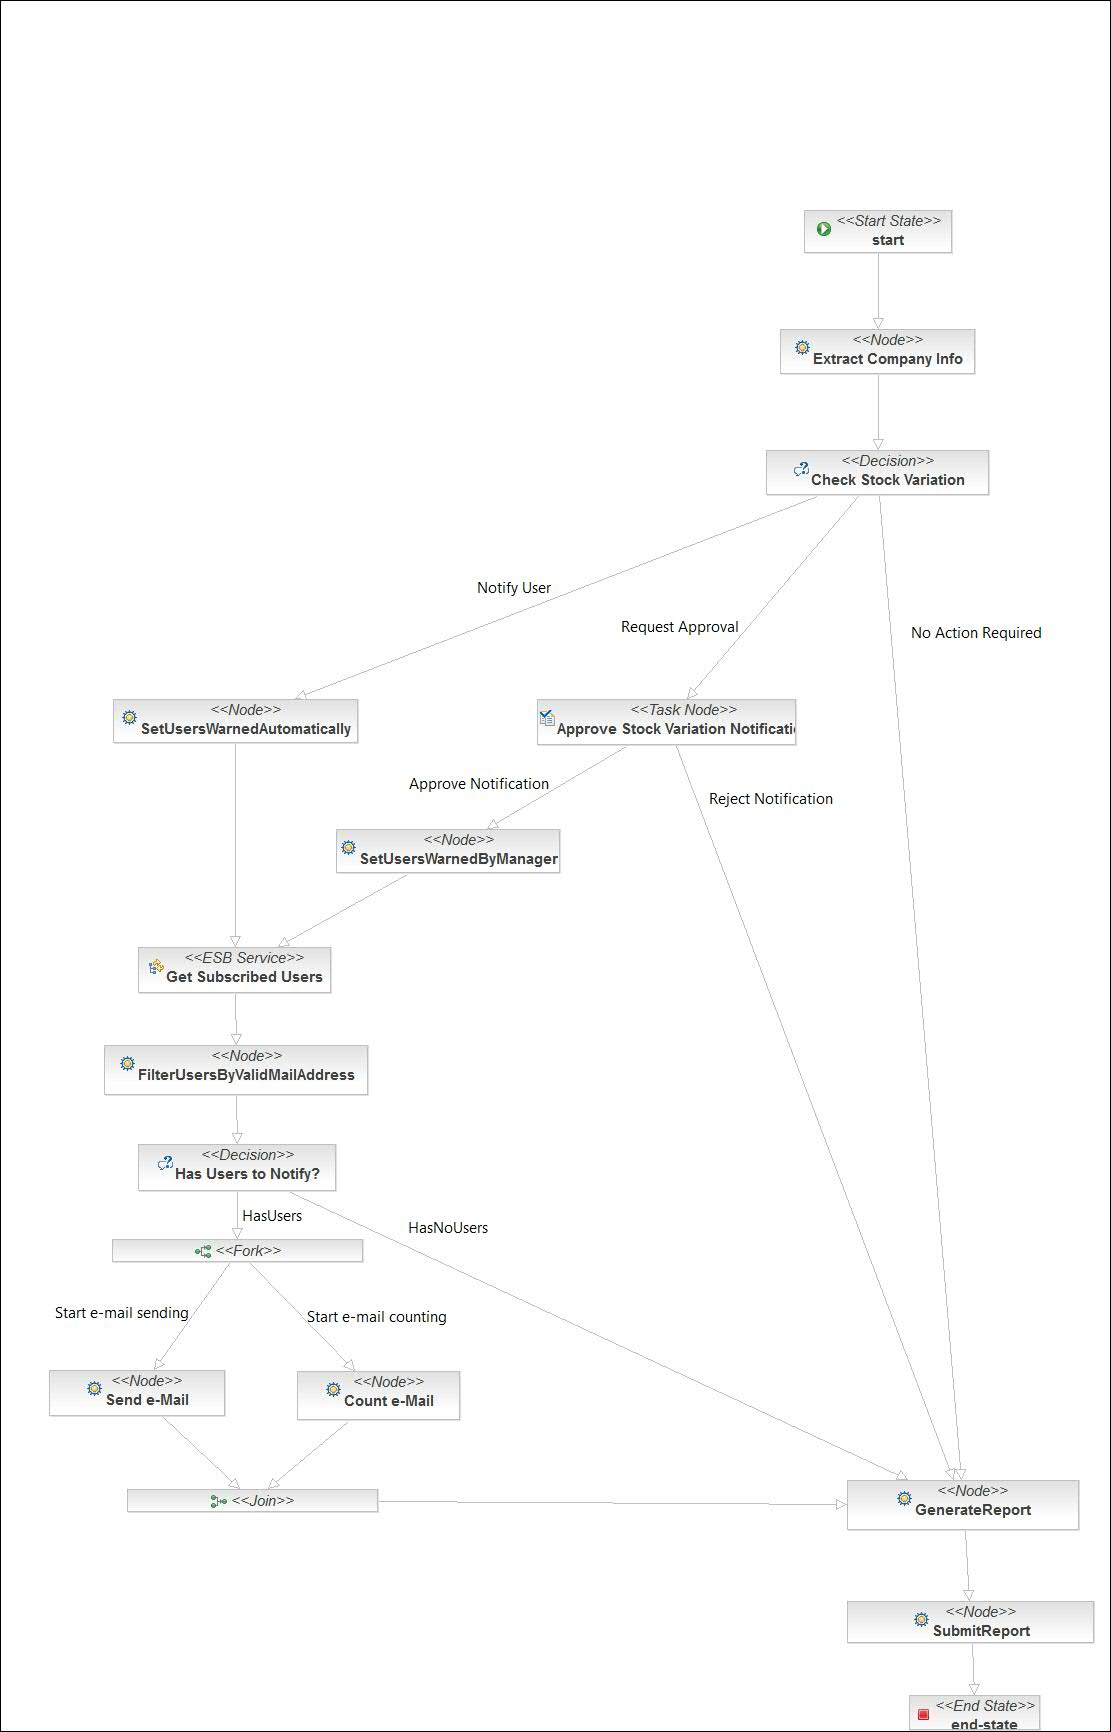 <<Start State>>
start
<<Node>>
Extract Company Info
<<Decision>>
Check Stock Variation
Notify User
Request Approval
No Action Required
<<Node>>
SetUsersWarnedAutomatically
<<Task Node>>
Approve Stock Variation Notificati
Approve Notification
Reject Notification
<<Node>>
SetUsersWarnedByManager
<<ESB Service>>
Get Subscribed Users
<<Node>>
FilterUsersByValidMailAddress
<<Decision>>
Has Users to Notify?
HasUsers
HasNoUsers
<<Fork>>
Start e-mail sending
Start e-mail counting
<<Node>>
Send e-Mail
<<Node>>
Count e-Mail
<<Join>>
<<Node>>
GenerateReport
<<Node>>
SubmitReport
<<End State>>
end-state